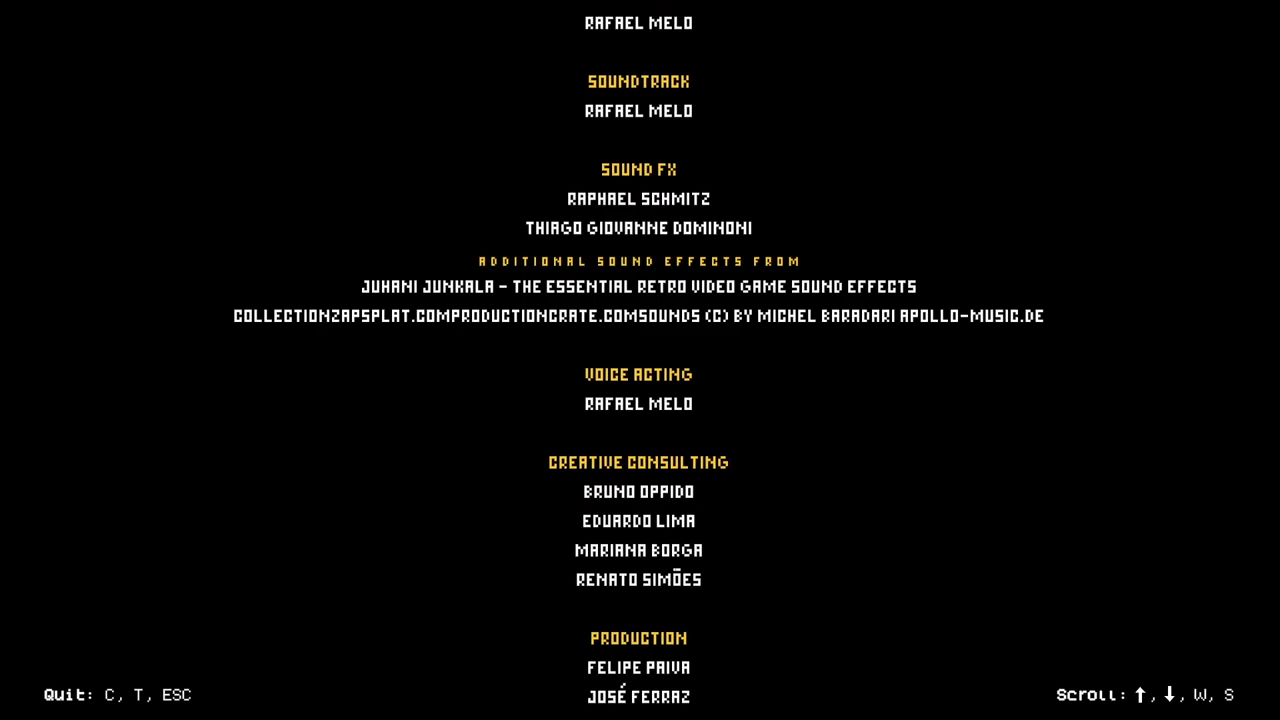 RAFAEL MELO
SOUNDTRACK
RAFAEL MELO
SOUND FX
RAPHAEL SCHMITZ
THIAGO GIOVANNE DOMINONI
ADDITIONAL SOUND EFFECTS FROM
JUHANI JUNKALA - THE ESSENTIAL RETRO VIDEO GAME SOUND EFFECTS
COLLECTIONZAPSPLAT.COMPRODUCTIONCRATE.COMSOUNDS (C) BY MICHEL BARADARI APOLLO-MUSIC.DE
VOICE ACTING
RAFAEL MELO
CREATIVE CONSULTING
BRUNO OPPIDO
EDUARDO LIMA
MARIANA BORGA
RENATO SIMÕES
PRODUCTION
FELIPE PAIVA
JOSÉ FERRAZ
Quit: C, T, ESC
Scroll: ↑, ↓, W, S